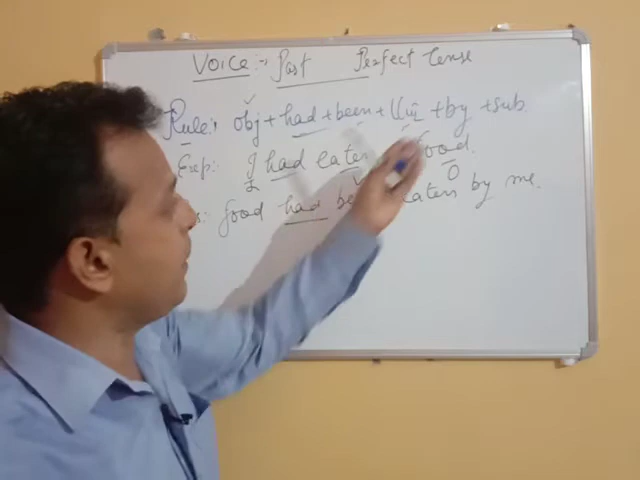 Voice :- Past Perfect Tense
Rule:- obj + had + been + VIII + by + sub
Exp: I had eaten food.
food had been eaten by me.